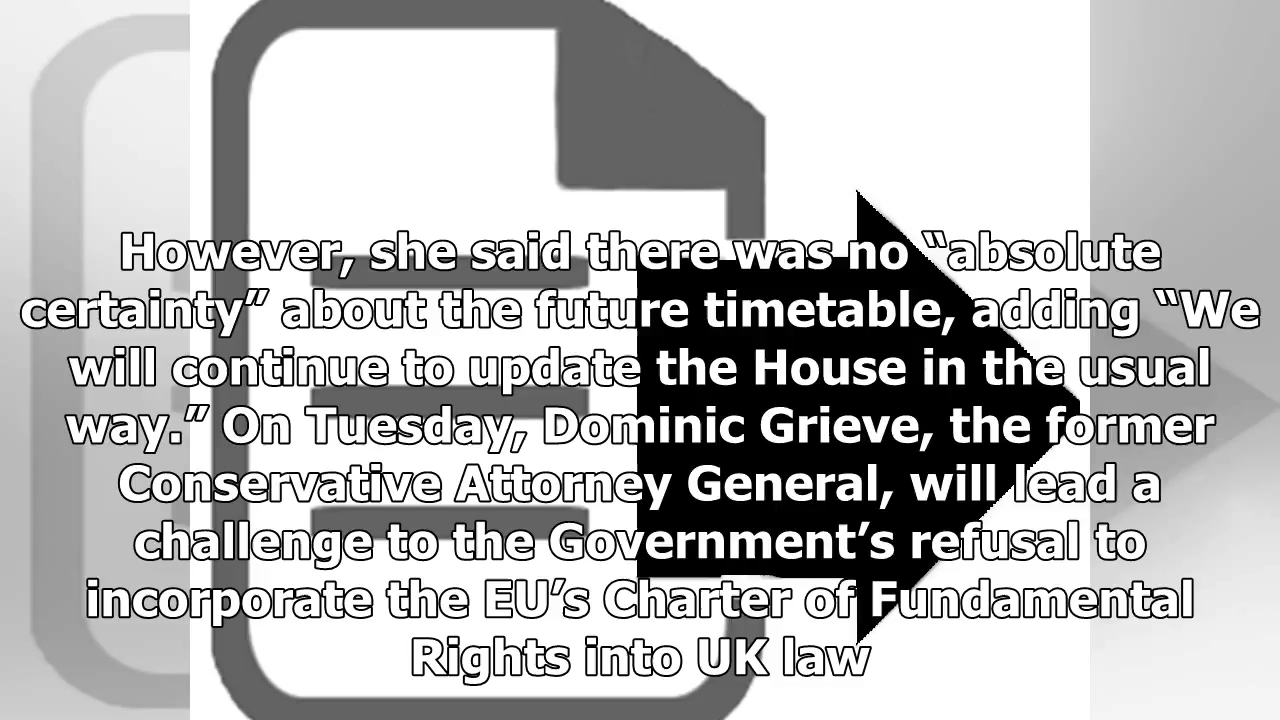 However, she said there was no “absolute
certainty” about the future timetable, adding “We
will continue to update the House in the usual
way.” On Tuesday, Dominic Grieve, the former
Conservative Attorney General, will lead a
challenge to the Government’s refusal to
incorporate the EU’s Charter of Fundamental
Rights into UK law